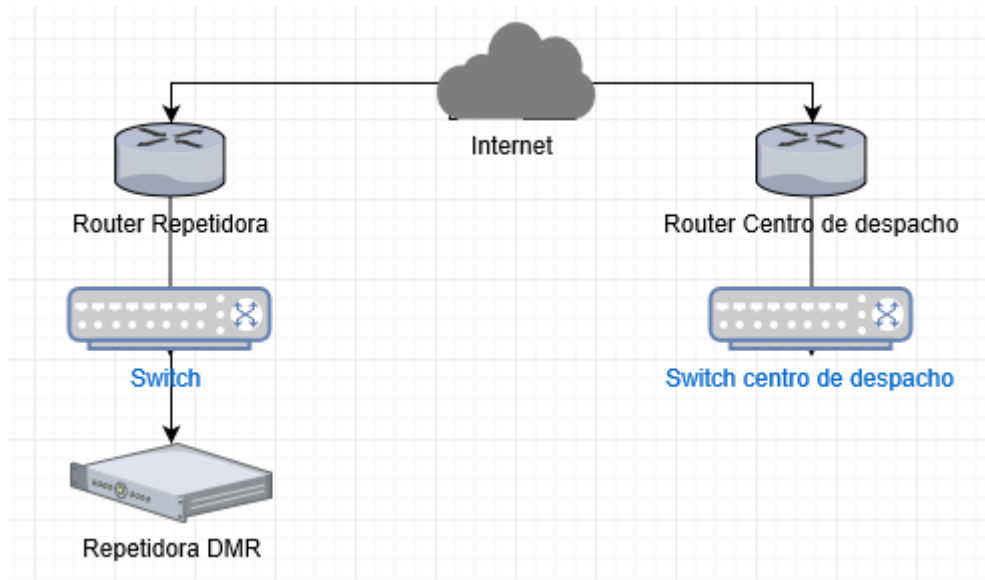 Internet
Router Repetidora
Router Centro de despacho
Switch
Switch centro de despacho
Repetidora DMR